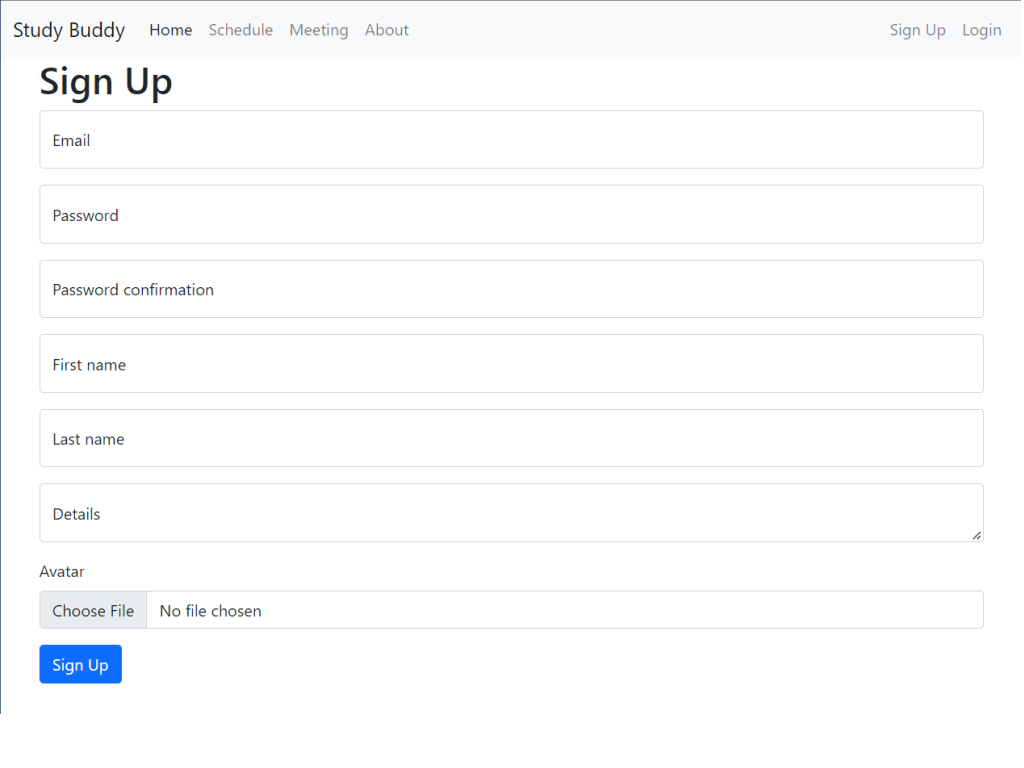 Study Buddy Home Schedule Meeting About Sign Up Login
Sign Up
Email
Password
Password confirmation
First name
Last name
Details
Avatar
Choose File No file chosen
Sign Up